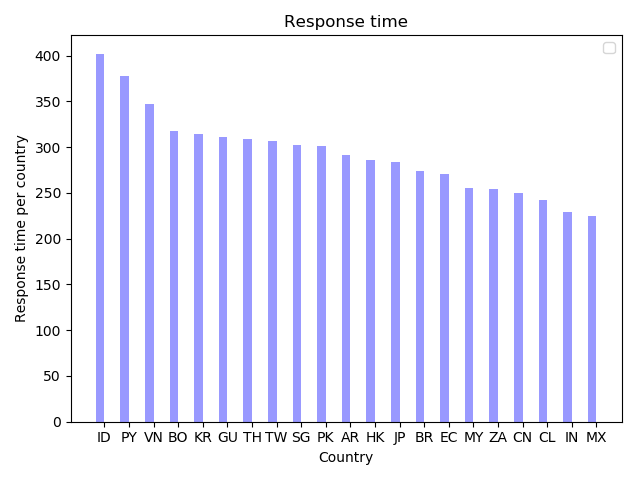 Response time
400
350
300
250
200
150
100
50
0
Response time per country
ID PY VN BO KR GU TH TW SG PK AR HK JP BR EC MY ZA CN CL IN MX
Country